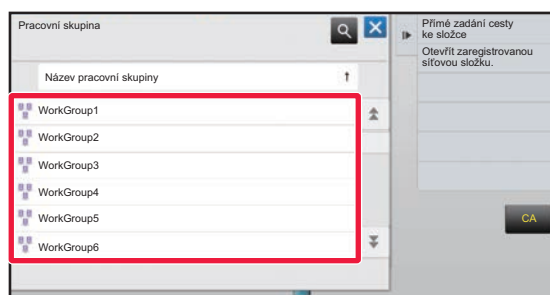 Pracovní skupina
Název pracovní skupiny
WorkGroup1
WorkGroup2
WorkGroup3
WorkGroup4
WorkGroup5
WorkGroup6
Přímé zadání cesty
ke složce
Otevřít zaregistrovanou
síťovou složku.
CA